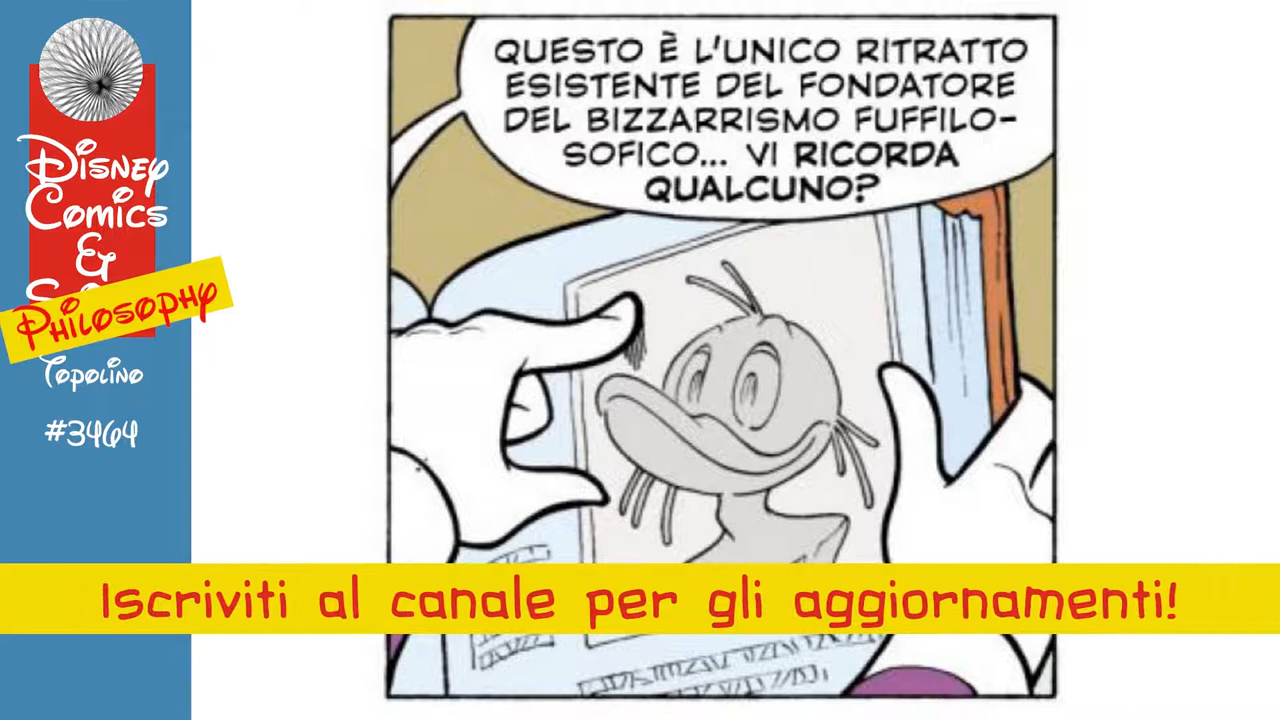 QUESTO È L'UNICO RITRATTO
ESISTENTE DEL FONDATORE
DEL BIZZARRISMO FUFFILO-
SOFICO... VI RICORDA
QUALCUNO?
Disney
Comics
&
Philosophy
Topolino
#3464
Iscriviti al canale per gli aggiornamenti!